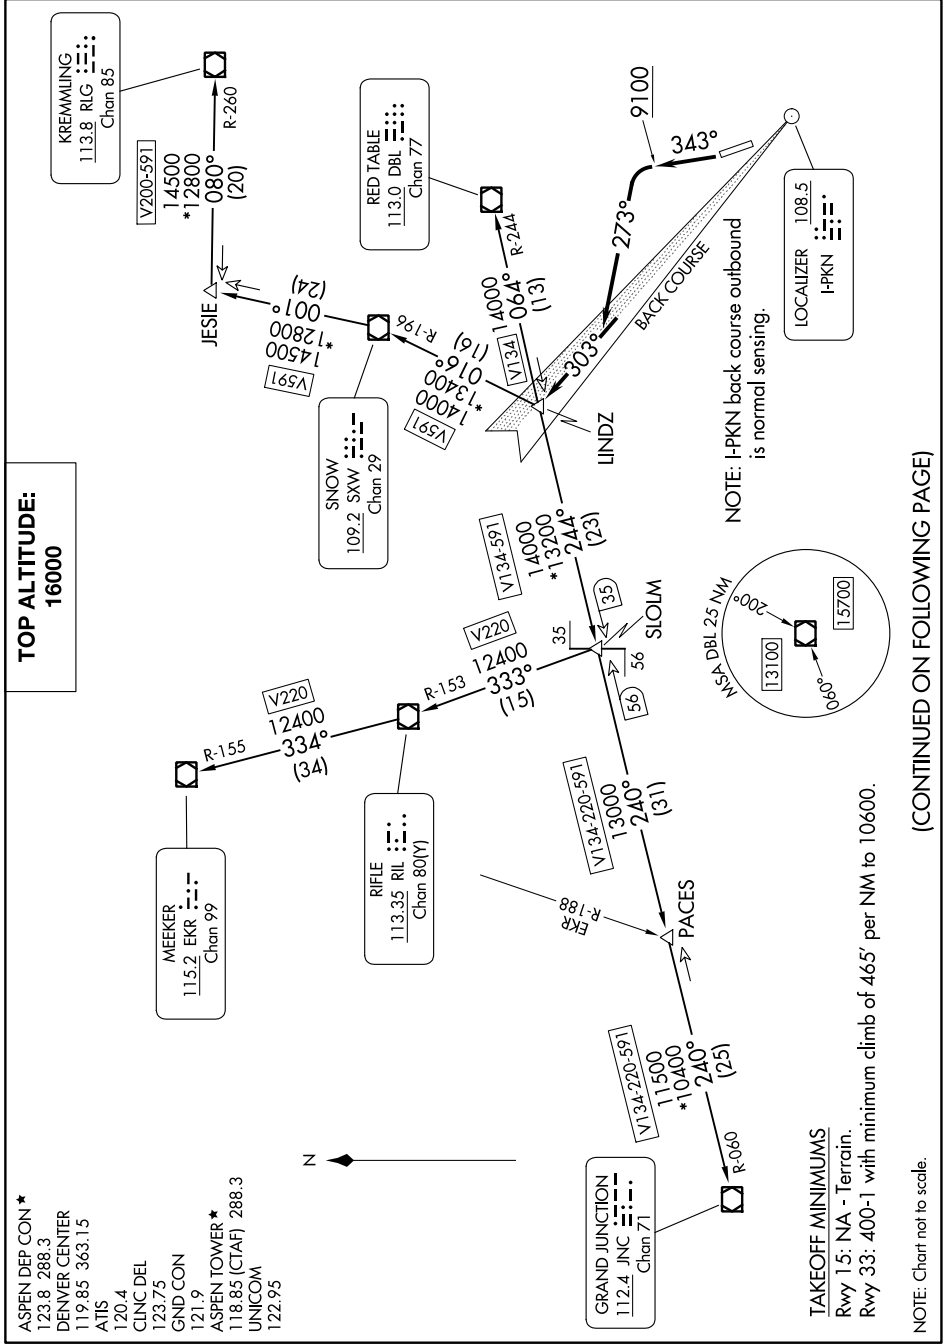 TOP ALTITUDE:
16000
ASPEN DEP CON★
123.8 288.3
DENVER CENTER
119.85 363.15
ATIS
120.4
CLNC DEL
123.75
GND CON
121.9
ASPEN TOWER★
118.85 (CTAF) 288.3
UNICOM
122.95
N
MEEKER
115.2 EKR
Chan 99
R-155
V220
12400
334°
(34)
RIFLE
113.35 RIL
Chan 80(Y)
R-153
V220
12400
333°
(15)
SNOW
109.2 SXW
Chan 29
KREMMLING
113.8 RLG
Chan 85
R-260
V200-591
14500
*12800
080°
(20)
JESIE
V591
14500
*12800
001°
(24)
R-196
V591
14000
*13400
016°
(16)
RED TABLE
113.0 DBL
Chan 77
R-244
V134
14000
064°
(13)
9100
343°
273°
303°
BACK COURSE
LOCALIZER 108.5
I-PKN
LINDZ
NOTE: I-PKN back course outbound
is normal sensing.
V134-591
14000
*13200
244°
(23)
35
35
SLOLM
56
56
V134-220-591
13000
240°
(31)
EKR
R-188
PACES
V134-220-591
11500
*10400
240°
(25)
R-060
GRAND JUNCTION
112.4 JNC
Chan 71
MSA DBL 25 NM
200°
13100
15700
060°
TAKEOFF MINIMUMS
Rwy 15: NA - Terrain.
Rwy 33: 400-1 with minimum climb of 465' per NM to 10600.
NOTE: Chart not to scale.
(CONTINUED ON FOLLOWING PAGE)